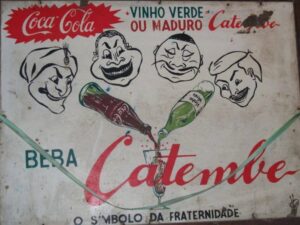 Coca-Cola
VINHO VERDE
OU MADURO Catembe
BEBA Catembe
O SÍMBOLO DA FRATERNIDADE